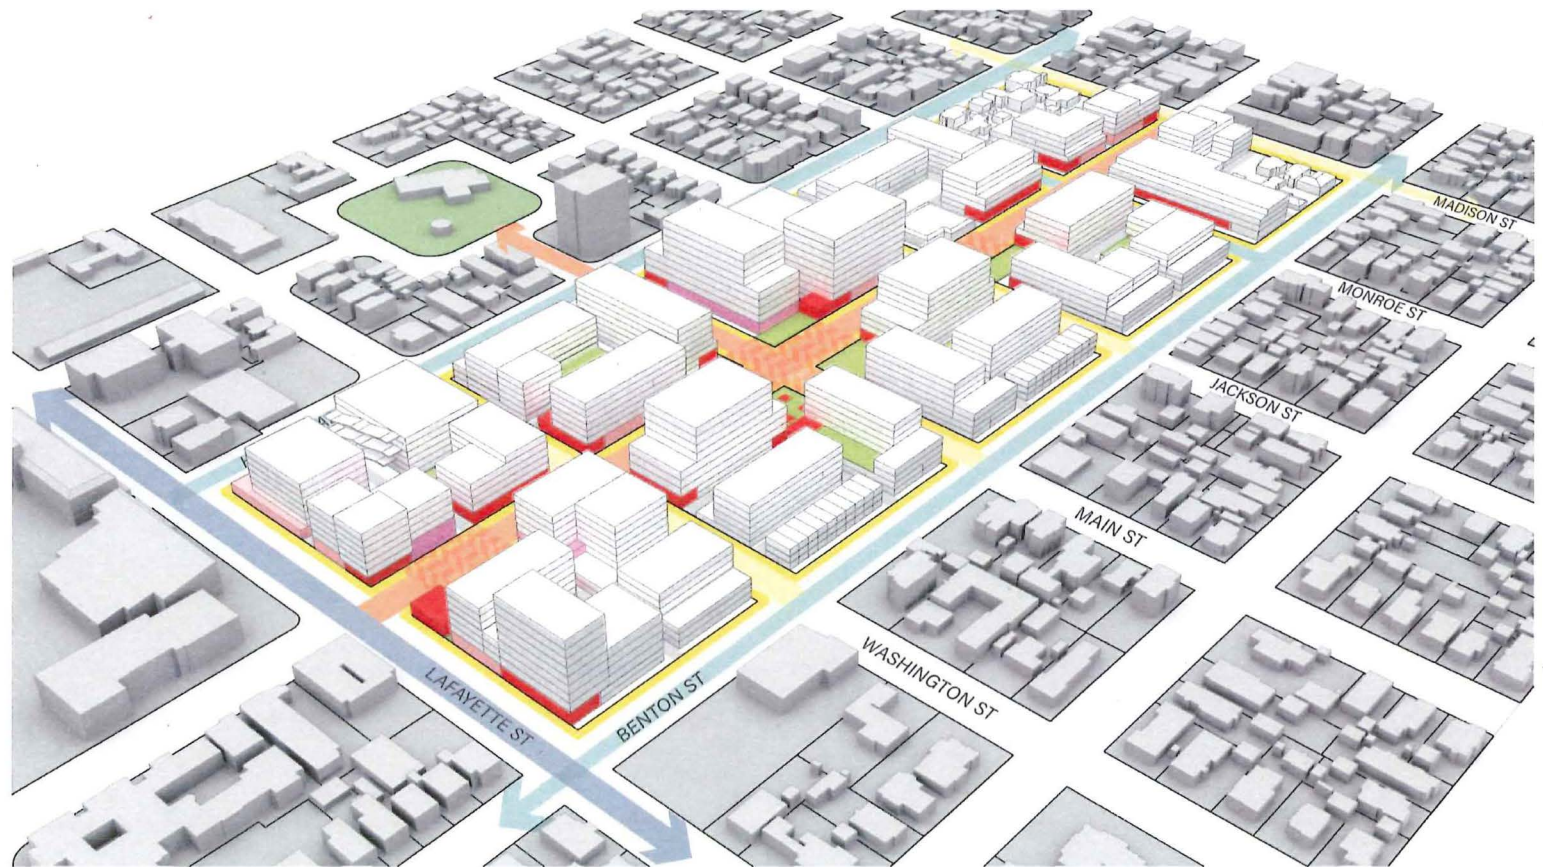 MADISON ST
MONROE ST
JACKSON ST
MAIN ST
WASHINGTON ST
LAFAYETTE ST
BENTON ST